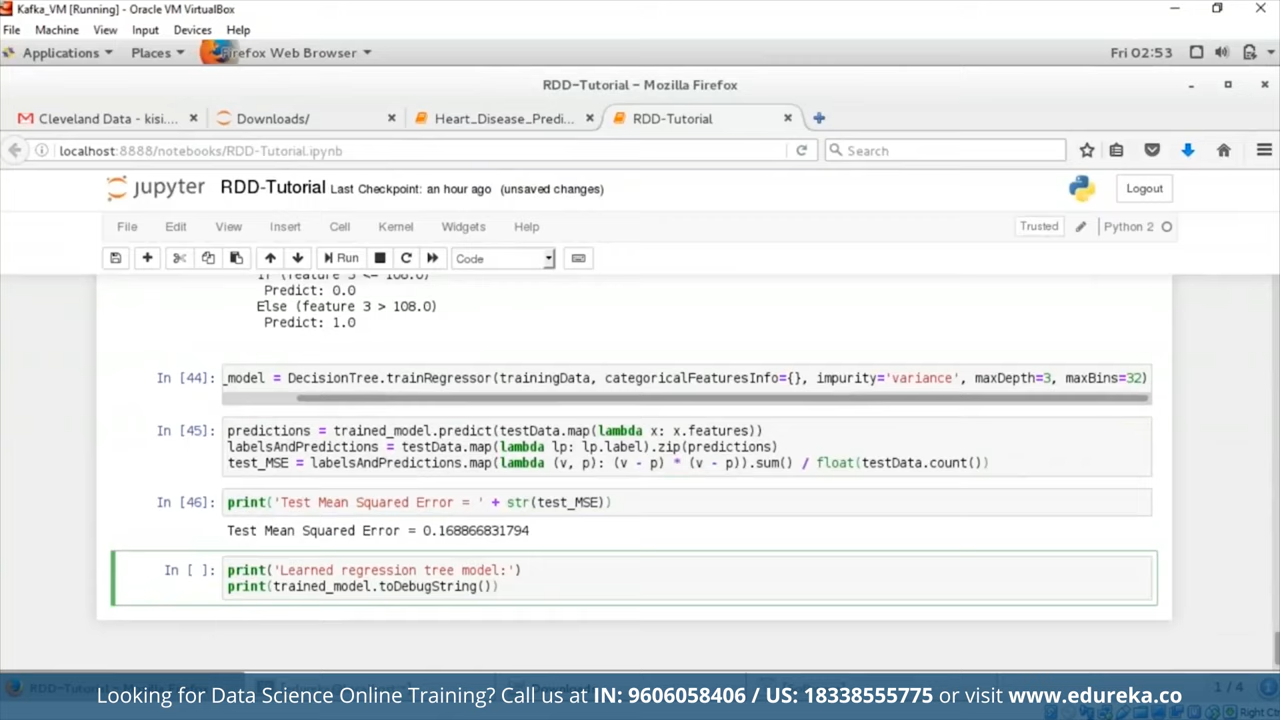 Kafka_VM [Running] - Oracle VM VirtualBox
File Machine View Input Devices Help
Applications Places Firefox Web Browser Fri 02:53
RDD-Tutorial - Mozilla Firefox
Cleveland Data - kisi.... Downloads/ Heart_Disease_Predi... RDD-Tutorial
localhost:8888/notebooks/RDD-Tutorial.ipynb Search
jupyter RDD-Tutorial Last Checkpoint: an hour ago (unsaved changes) Logout
File Edit View Insert Cell Kernel Widgets Help Trusted Python 2
Run Code
If (feature 3 <= 108.0)
Predict: 0.0
Else (feature 3 > 108.0)
Predict: 1.0
In [44]: _model = DecisionTree.trainRegressor(trainingData, categoricalFeaturesInfo={}, impurity='variance', maxDepth=3, maxBins=32)
In [45]: predictions = trained_model.predict(testData.map(lambda x: x.features))
labelsAndPredictions = testData.map(lambda lp: lp.label).zip(predictions)
test_MSE = labelsAndPredictions.map(lambda (v, p): (v - p) * (v - p)).sum() / float(testData.count())
In [46]: print('Test Mean Squared Error = ' + str(test_MSE))
Test Mean Squared Error = 0.168866831794
In [ ]: print('Learned regression tree model:')
print(trained_model.toDebugString())
Looking for Data Science Online Training? Call us at IN: 9606058406 / US: 18338555775 or visit www.edureka.co
1 / 4
Right Ct